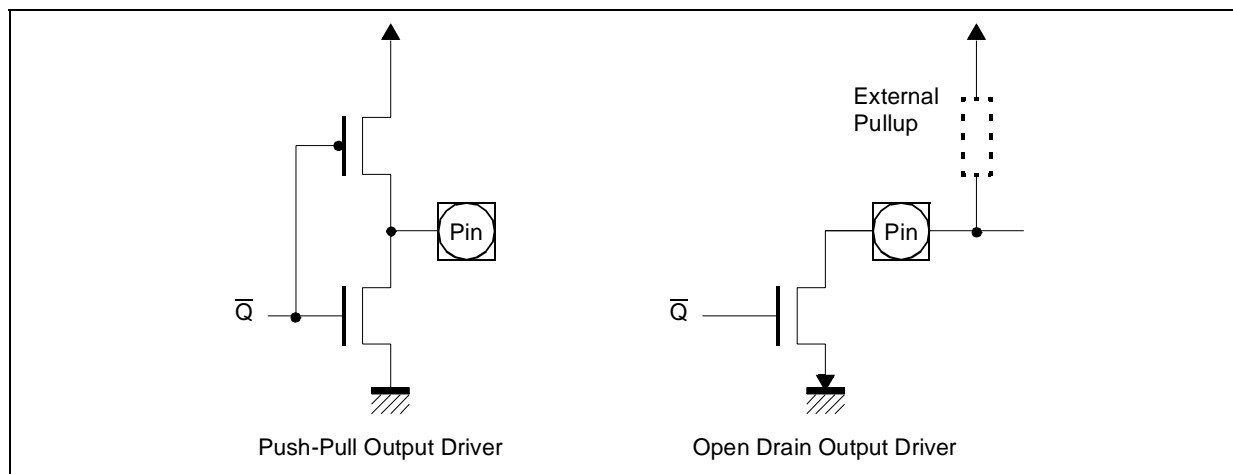 External
Pullup
Pin
Pin
Q̅
Q̅
Push-Pull Output Driver
Open Drain Output Driver